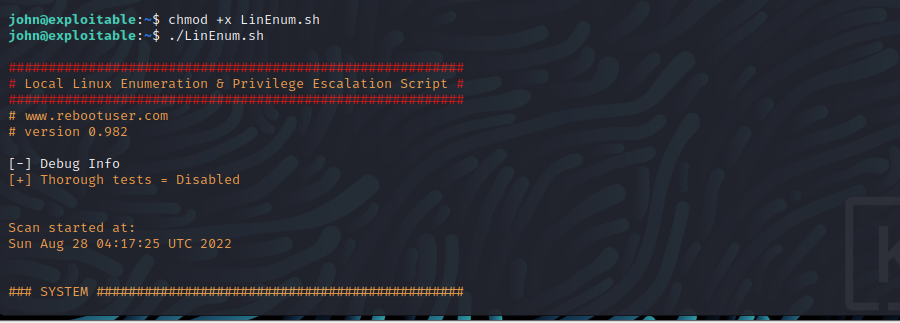 john@exploitable:~$ chmod +x LinEnum.sh
john@exploitable:~$ ./LinEnum.sh
#########################################################
# Local Linux Enumeration & Privilege Escalation Script #
#########################################################
# www.rebootuser.com
# version 0.982
[-] Debug Info
[+] Thorough tests = Disabled
Scan started at:
Sun Aug 28 04:17:25 UTC 2022
### SYSTEM ##############################################
K